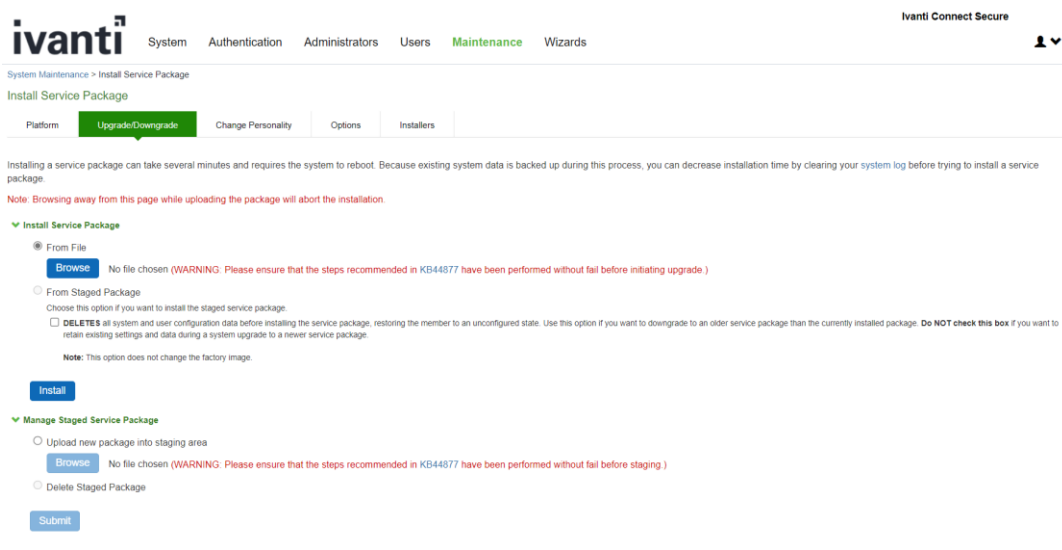 Ivanti Connect Secure
ivanti
System Authentication Administrators Users Maintenance Wizards
System Maintenance > Install Service Package
Install Service Package
Platform Upgrade/Downgrade Change Personality Options Installers
Installing a service package can take several minutes and requires the system to reboot. Because existing system data is backed up during this process, you can decrease installation time by clearing your system log before trying to install a service
package.
Note: Browsing away from this page while uploading the package will abort the installation.
Install Service Package
From File
Browse No file chosen (WARNING: Please ensure that the steps recommended in KB44877 have been performed without fail before initiating upgrade.)
From Staged Package
Choose this option if you want to install the staged service package.
DELETES all system and user configuration data before installing the service package, restoring the member to an unconfigured state. Use this option if you want to downgrade to an older service package than the currently installed package. Do NOT check this box if you want to
retain existing settings and data during a system upgrade to a newer service package.
Note: This option does not change the factory image.
Install
Manage Staged Service Package
Upload new package into staging area
Browse No file chosen (WARNING: Please ensure that the steps recommended in KB44877 have been performed without fail before staging.)
Delete Staged Package
Submit